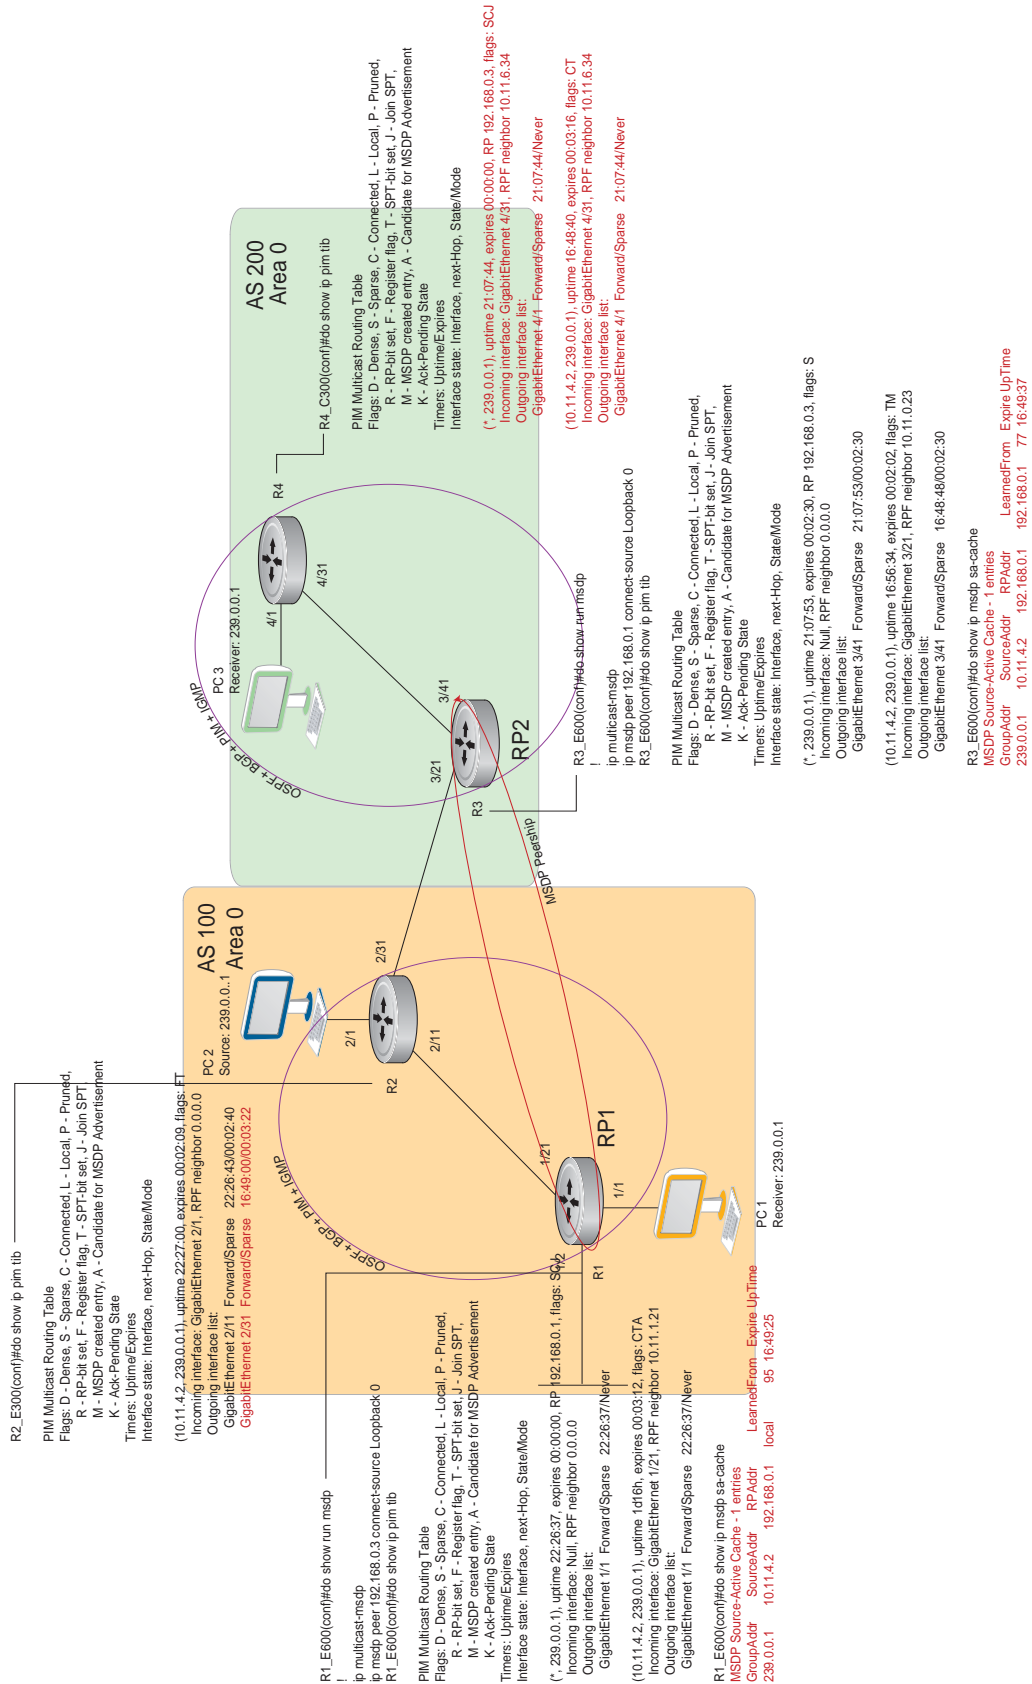 R2_E300(conf)#do show ip pim tib
PIM Multicast Routing Table
Flags: D - Dense, S - Sparse, C - Connected, L - Local, P - Pruned,
R - RP-bit set, F - Register flag, T - SPT-bit set, J - Join SPT,
M - MSDP created entry, A - Candidate for MSDP Advertisement
K - Ack-Pending State
Timers: Uptime/Expires
Interface state: Interface, next-Hop, State/Mode
(10.11.4.2, 239.0.0.1), uptime 22:27:00, expires 00:02:09, flags: FT
Incoming interface: GigabitEthernet 2/1, RPF neighbor 0.0.0.0
Outgoing interface list:
GigabitEthernet 2/11 Forward/Sparse 22:26:43/00:02:40
GigabitEthernet 2/31 Forward/Sparse 16:49:00/00:03:22
R1_E600(conf)#do show run msdp
!
ip multicast-msdp
ip msdp peer 192.168.0.3 connect-source Loopback 0
R1_E600(conf)#do show ip pim tib
PIM Multicast Routing Table
Flags: D - Dense, S - Sparse, C - Connected, L - Local, P - Pruned,
R - RP-bit set, F - Register flag, T - SPT-bit set, J - Join SPT,
M - MSDP created entry, A - Candidate for MSDP Advertisement
K - Ack-Pending State
Timers: Uptime/Expires
Interface state: Interface, next-Hop, State/Mode
(*, 239.0.0.1), uptime 22:26:37, expires 00:00:00, RP 192.168.0.1, flags: SCJ
Incoming interface: Null, RPF neighbor 0.0.0.0
Outgoing interface list:
GigabitEthernet 1/1 Forward/Sparse 22:26:37/Never
(10.11.4.2, 239.0.0.1), uptime 1d16h, expires 00:03:12, flags: CTA
Incoming interface: GigabitEthernet 1/21, RPF neighbor 10.11.1.21
Outgoing interface list:
GigabitEthernet 1/1 Forward/Sparse 22:26:37/Never
R1_E600(conf)#do show ip msdp sa-cache
MSDP Source-Active Cache - 1 entries
GroupAddr SourceAddr RPAddr LearnedFrom Expire UpTime
239.0.0.1 10.11.4.2 192.168.0.1 local 95 16:49:25
AS 100
Area 0
PC 2
Source: 239.0.0..1
2/1
2/31
2/11
R2
OSPF + BGP + PIM + IGMP
1/21
RP1
1/1
1/2
R1
PC 1
Receiver: 239.0.0.1
MSDP Peership
AS 200
Area 0
PC 3
Receiver: 239.0.0.1
4/1
R4
4/31
OSPF + BGP + PIM + IGMP
3/41
3/21
RP2
R3
R4_C300(conf)#do show ip pim tib
PIM Multicast Routing Table
Flags: D - Dense, S - Sparse, C - Connected, L - Local, P - Pruned,
R - RP-bit set, F - Register flag, T - SPT-bit set, J - Join SPT,
M - MSDP created entry, A - Candidate for MSDP Advertisement
K - Ack-Pending State
Timers: Uptime/Expires
Interface state: Interface, next-Hop, State/Mode
(*, 239.0.0.1), uptime 21:07:44, expires 00:00:00, RP 192.168.0.3, flags: SCJ
Incoming interface: GigabitEthernet 4/31, RPF neighbor 10.11.6.34
Outgoing interface list:
GigabitEthernet 4/1 Forward/Sparse 21:07:44/Never
(10.11.4.2, 239.0.0.1), uptime 16:48:40, expires 00:03:16, flags: CT
Incoming interface: GigabitEthernet 4/31, RPF neighbor 10.11.6.34
Outgoing interface list:
GigabitEthernet 4/1 Forward/Sparse 21:07:44/Never
R3_E600(conf)#do show run msdp
!
ip multicast-msdp
ip msdp peer 192.168.0.1 connect-source Loopback 0
R3_E600(conf)#do show ip pim tib
PIM Multicast Routing Table
Flags: D - Dense, S - Sparse, C - Connected, L - Local, P - Pruned,
R - RP-bit set, F - Register flag, T - SPT-bit set, J - Join SPT,
M - MSDP created entry, A - Candidate for MSDP Advertisement
K - Ack-Pending State
Timers: Uptime/Expires
Interface state: Interface, next-Hop, State/Mode
(*, 239.0.0.1), uptime 21:07:53, expires 00:02:30, RP 192.168.0.3, flags: S
Incoming interface: Null, RPF neighbor 0.0.0.0
Outgoing interface list:
GigabitEthernet 3/41 Forward/Sparse 21:07:53/00:02:30
(10.11.4.2, 239.0.0.1), uptime 16:56:34, expires 00:02:02, flags: TM
Incoming interface: GigabitEthernet 3/21, RPF neighbor 10.11.0.23
Outgoing interface list:
GigabitEthernet 3/41 Forward/Sparse 16:48:48/00:02:30
R3_E600(conf)#do show ip msdp sa-cache
MSDP Source-Active Cache - 1 entries
GroupAddr SourceAddr RPAddr LearnedFrom Expire UpTime
239.0.0.1 10.11.4.2 192.168.0.1 192.168.0.1 77 16:49:37